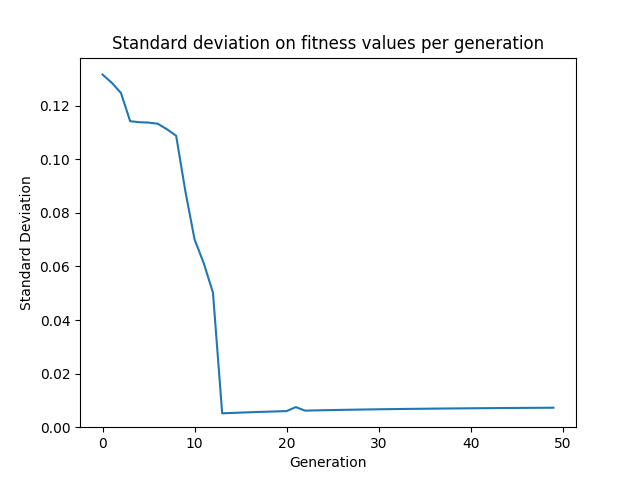 Standard deviation on fitness values per generation
Standard Deviation
0.12
0.10
0.08
0.06
0.04
0.02
0.00
0 10 20 30 40 50
Generation